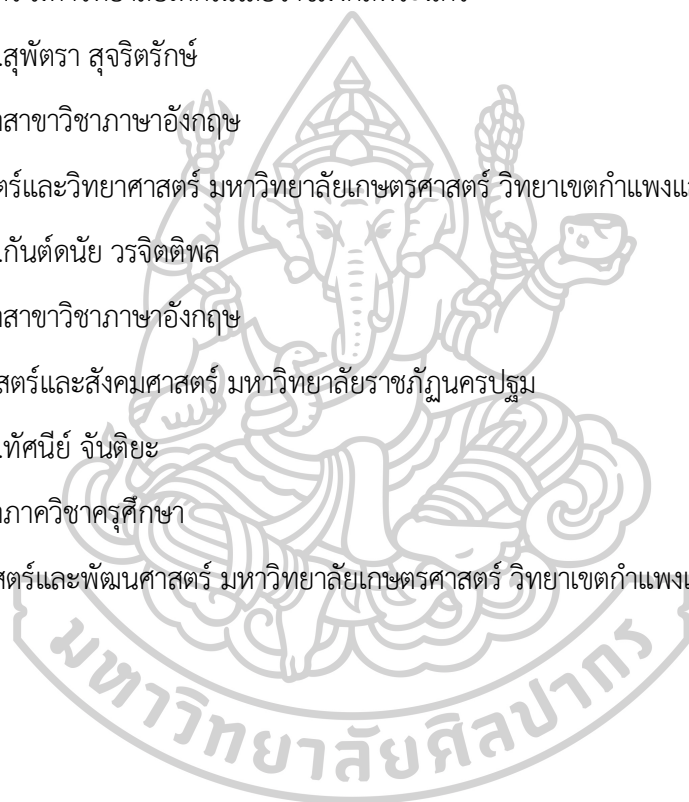 .สุพัตรา สุจริตรักษ์
สาขาวิชาภาษาอังกฤษ
ตร์และวิทยาศาสตร์ มหาวิทยาลัยเกษตรศาสตร์ วิทยาเขตกำแพงแ
.กันต์ดนัย วรจิตติพล
สาขาวิชาภาษาอังกฤษ
สตร์และสังคมศาสตร์ มหาวิทยาลัยราชภัฏนครปฐม
.ทัศนีย์ จันติยะ
ภาควิชาครุศึกษา
สตร์และพัฒนศาสตร์ มหาวิทยาลัยเกษตรศาสตร์ วิทยาเขตกำแพงแ
มหาวิทยาลัยศิลปากร